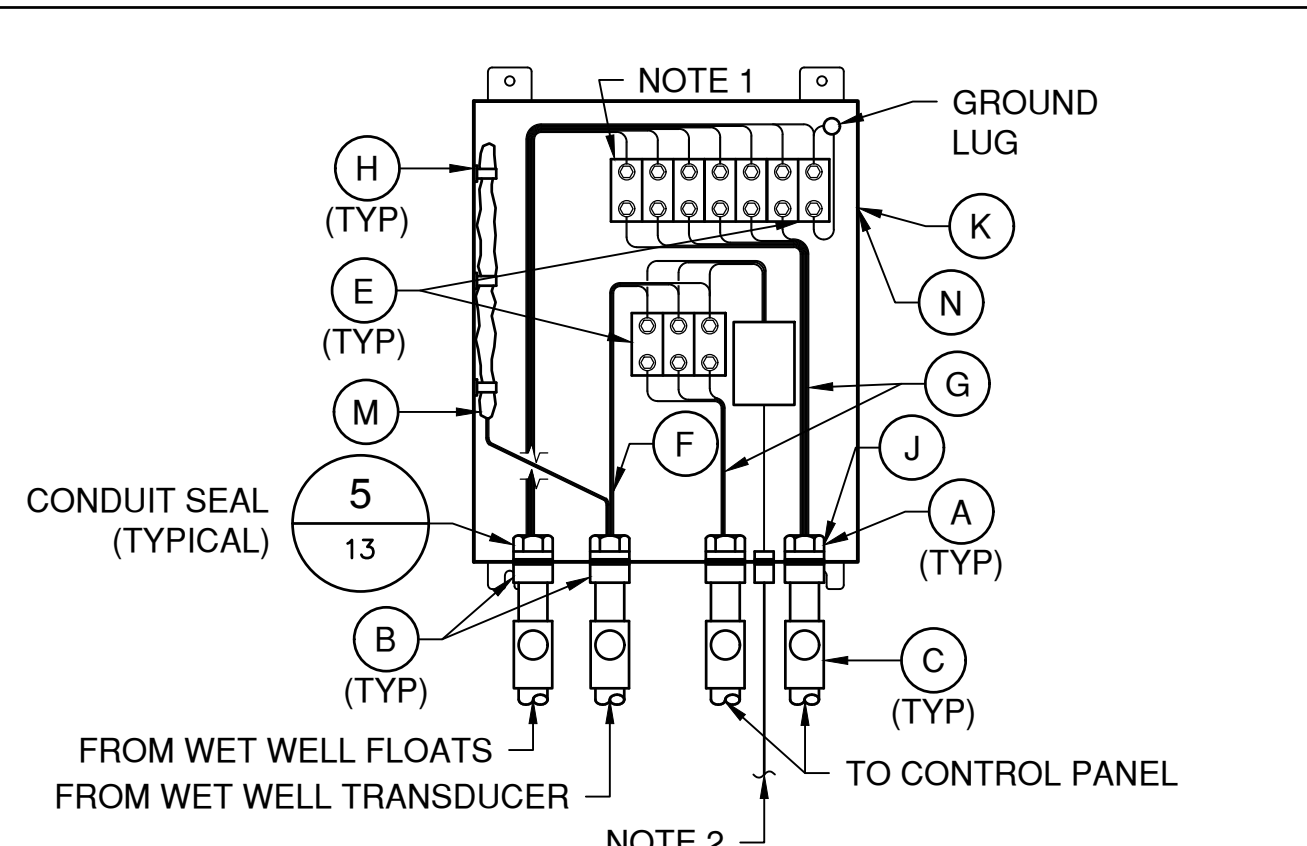 NOTE 1
GROUND
LUG
H
(TYP)
K
E
(TYP)
N
G
M
F
J
CONDUIT SEAL
(TYPICAL)
5
13
A
(TYP)
B
(TYP)
C
(TYP)
FROM WET WELL FLOATS
FROM WET WELL TRANSDUCER
TO CONTROL PANEL
NOTE 2